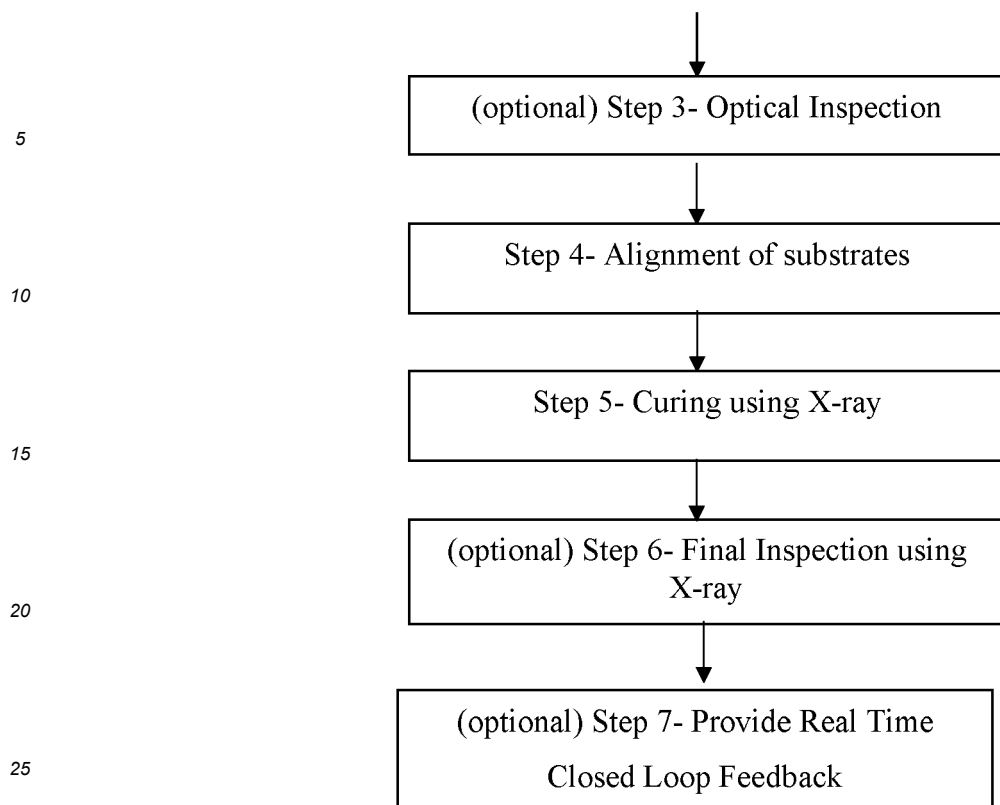 (optional) Step 3- Optical Inspection
5
Step 4- Alignment of substrates
10
Step 5- Curing using X-ray
15
(optional) Step 6- Final Inspection using
X-ray
20
(optional) Step 7- Provide Real Time
25
Closed Loop Feedback